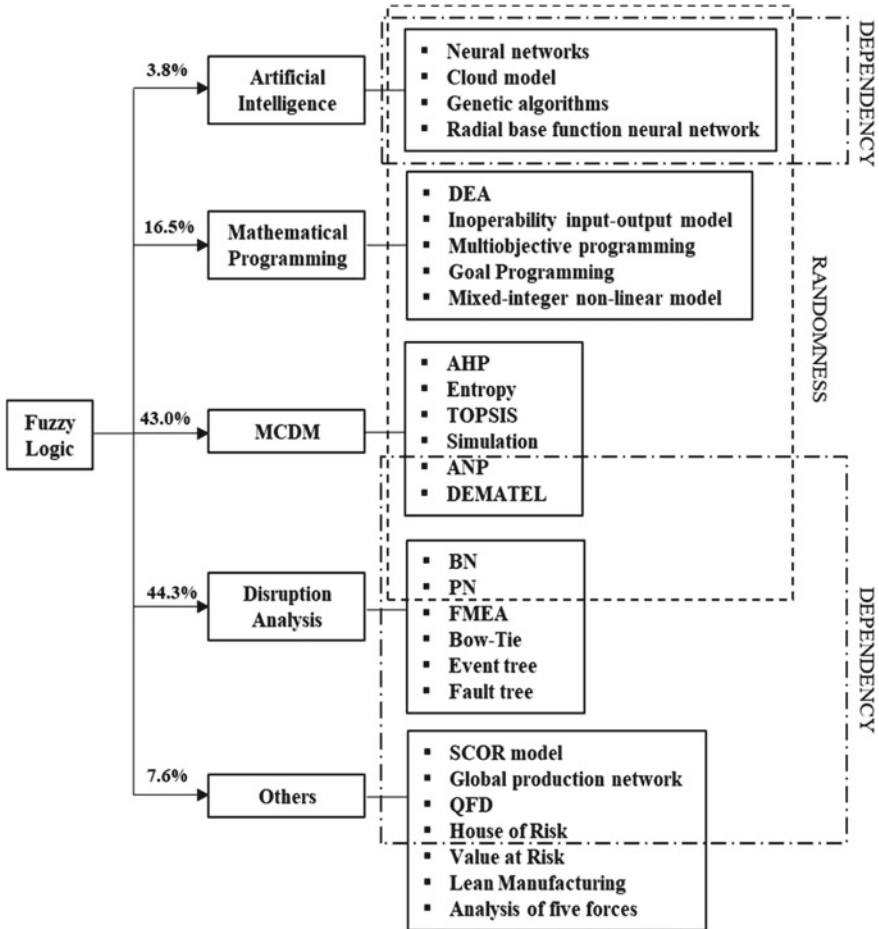 Fuzzy
Logic
3.8%
Artificial
Intelligence
▪ Neural networks
▪ Cloud model
▪ Genetic algorithms
▪ Radial base function neural network
DEPENDENCY
16.5%
Mathematical
Programming
▪ DEA
▪ Inoperability input-output model
▪ Multiobjective programming
▪ Goal Programming
▪ Mixed-integer non-linear model
RANDOMNESS
43.0%
MCDM
▪ AHP
▪ Entropy
▪ TOPSIS
▪ Simulation
▪ ANP
▪ DEMATEL
44.3%
Disruption
Analysis
▪ BN
▪ PN
▪ FMEA
▪ Bow-Tie
▪ Event tree
▪ Fault tree
DEPENDENCY
7.6%
Others
▪ SCOR model
▪ Global production network
▪ QFD
▪ House of Risk
▪ Value at Risk
▪ Lean Manufacturing
▪ Analysis of five forces